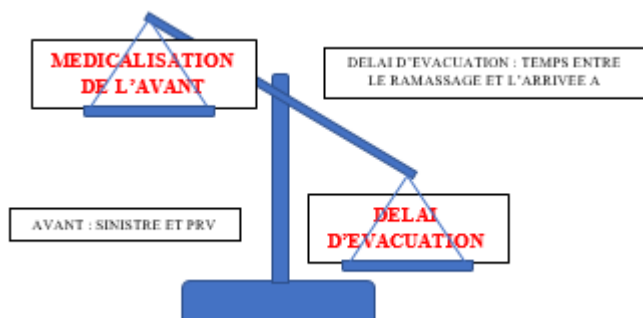 MEDICALISATION
DE L'AVANT
DELAI D'EVACUATION : TEMPS ENTRE
LE RAMASSAGE ET L'ARRIVEE A
AVANT : SINISTRE ET PRV
DELAI
D'EVACUATION